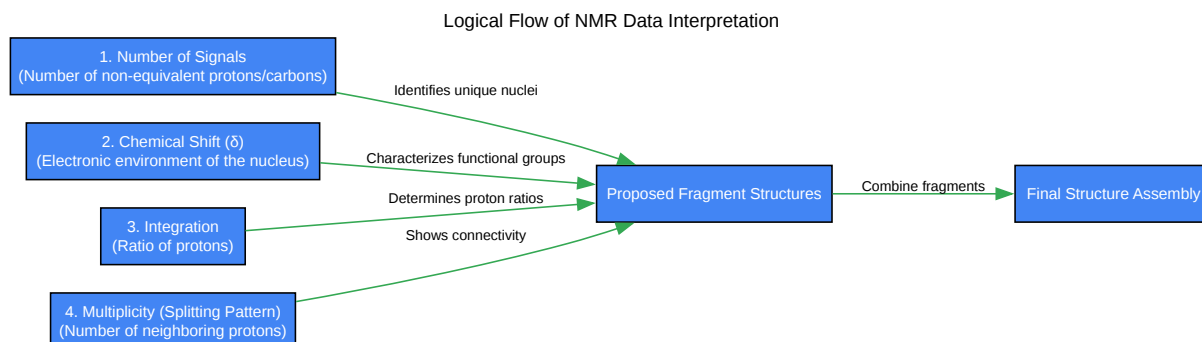 Logical Flow of NMR Data Interpretation
1. Number of Signals
(Number of non-equivalent protons/carbons)
Identifies unique nuclei
2. Chemical Shift (δ)
(Electronic environment of the nucleus)
Characterizes functional groups
3. Integration
(Ratio of protons)
Determines proton ratios
4. Multiplicity (Splitting Pattern)
(Number of neighboring protons)
Shows connectivity
Proposed Fragment Structures
Combine fragments
Final Structure Assembly